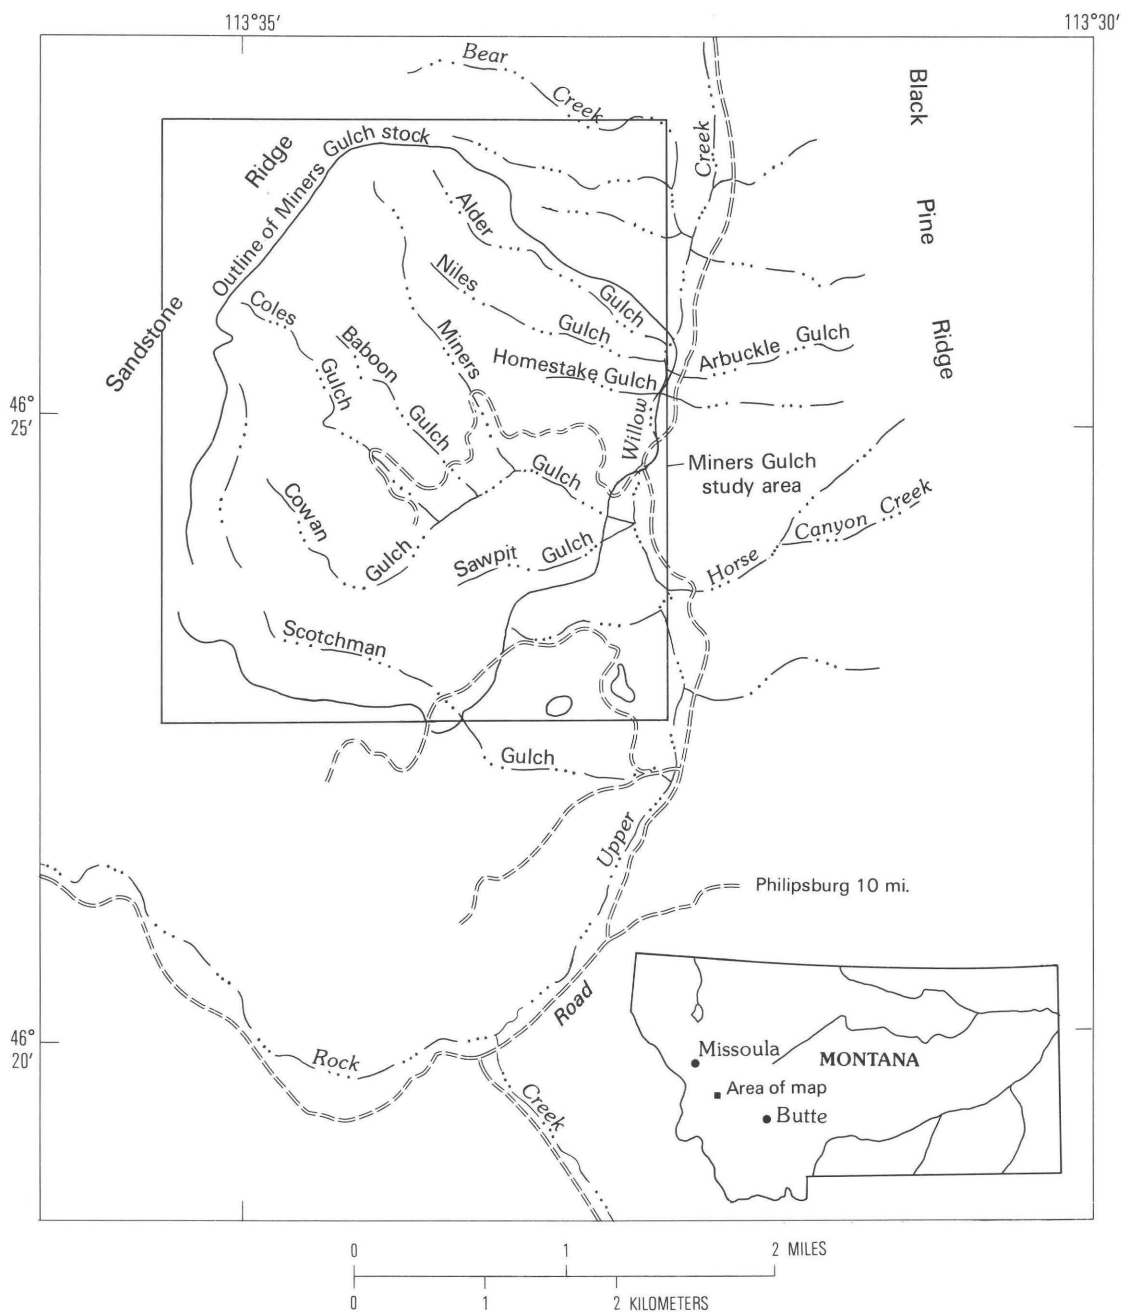 113°35′
113°30′
Bear
Creek
Creek
Black
Pine
Ridge
Ridge
Outline of Miners Gulch stock
Sandstone
Alder
Gulch
Niles
Gulch
Coles
Gulch
Baboon
Gulch
Miners
Gulch
Homestake Gulch
Arbuckle Gulch
46°
25′
Willow
Miners Gulch
study area
Cowan
Gulch
Sawpit Gulch
Horse
Canyon Creek
Scotchman
Gulch
Upper
Philipsburg 10 mi.
Road
46°
20′
Rock
Creek
Missoula
MONTANA
Area of map
Butte
0 1 2 MILES
0 1 2 KILOMETERS